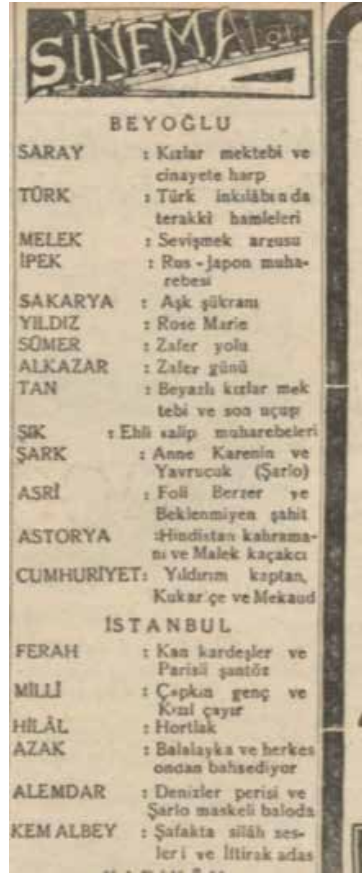 SİNEMALar
BEYOĞLU
SARAY : Kızlar mektebi ve
cinayete harp
TÜRK : Türk inkılâbında
terakki hamleleri
MELEK : Sevişmek arzusu
İPEK : Rus - Japon muha-
rebesi
SAKARYA : Aşk şükranı
YILDIZ : Rose Marie
SÜMER : Zafer yolu
ALKAZAR : Zafer günü
TAN : Beyazlı kızlar mek
tebi ve son uçuş
ŞIK : Ehli salip muharebeleri
ŞARK : Anne Karenin ve
Yavrucuk (Şarlo)
ASRİ : Foli Berzer ve
Beklenmiyen şahit
ASTORYA :Hindistan kahrama-
nı ve Malek kaçakcı
CUMHURİYET: Yıldırım kaptan,
ve Mekaud
İSTANBUL
FERAH : Kan kardeşler ve
Parisli şantöz
MİLLİ : Çapkın genç ve
Kızıl çayır
HİLÂL : Hortlak
AZAK : Balalayka ve herkes
ondan bahsediyor
ALEMDAR : Denizler perisi ve
Şarlo maskeli baloda
KEMALBEY : Şafakta silâh ses-
leri ve İftirak adas